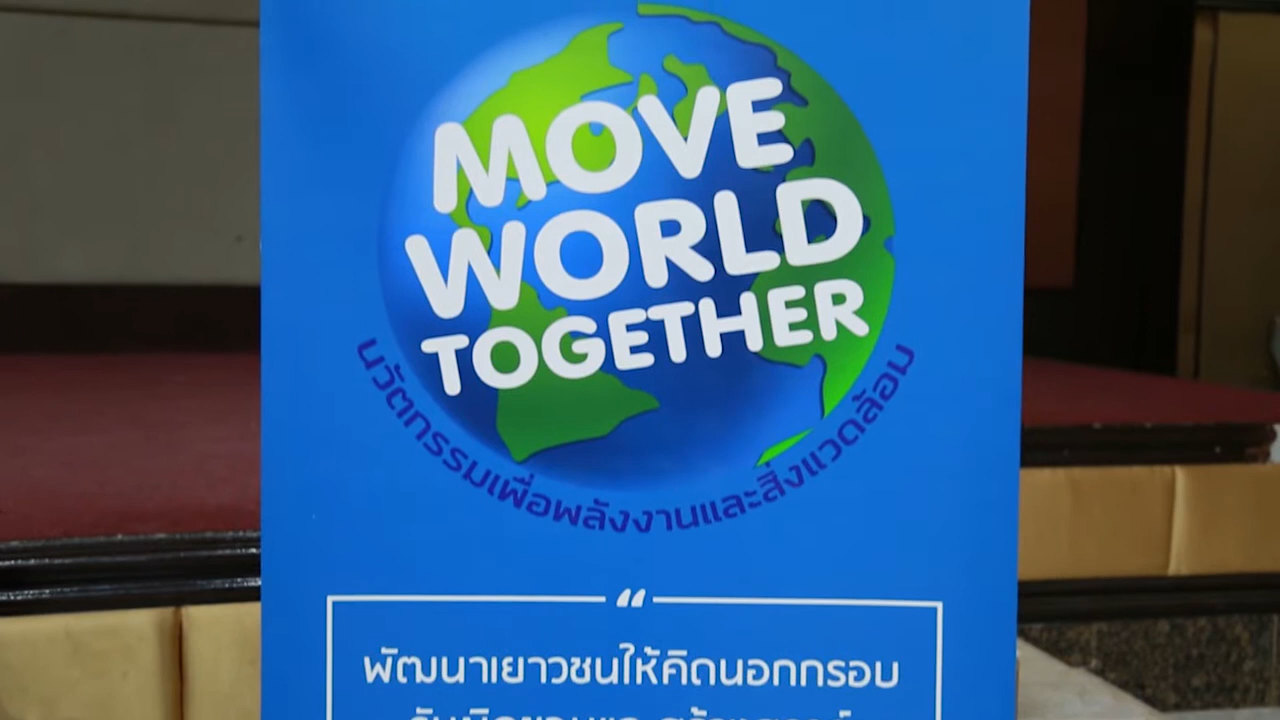 MOVE
WORLD
TOGETHER
นวัตกรรมเพื่อพลังงานและสิ่งแวดล้อม
“
พัฒนาเยาวชนให้คิดนอกกรอบ